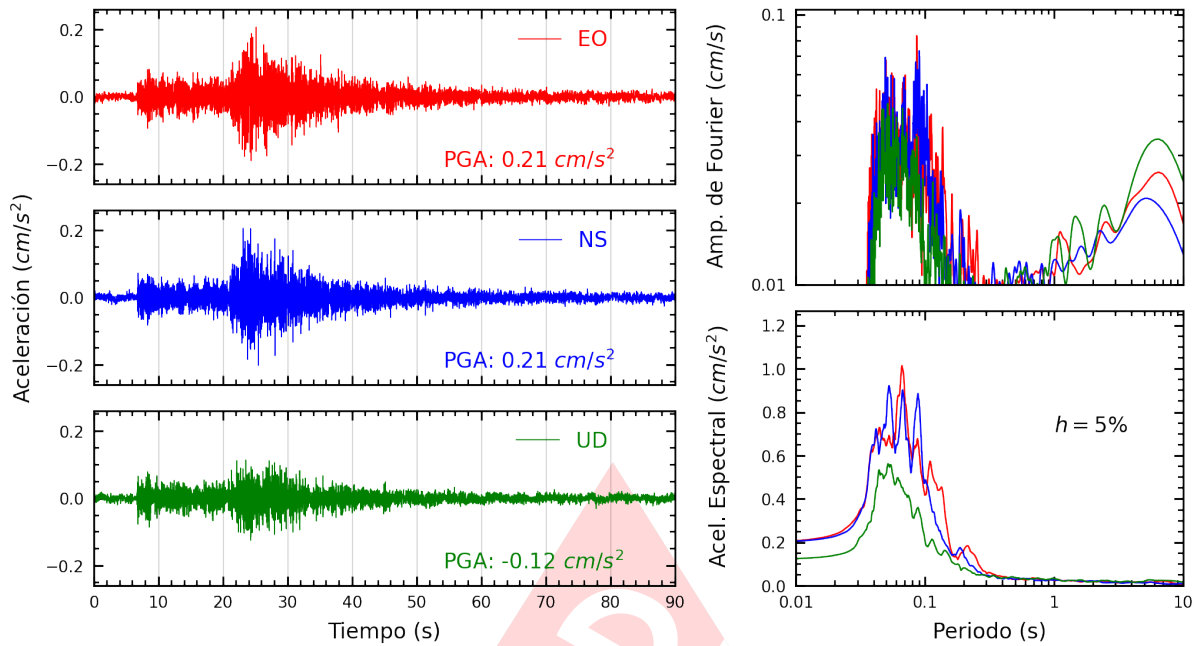 Aceleración (cm/s²)
0.2
0.0
−0.2
EO
PGA: 0.21 cm/s²
0.2
0.0
−0.2
NS
PGA: 0.21 cm/s²
0.2
0.0
−0.2
UD
PGA: -0.12 cm/s²
0 10 20 30 40 50 60 70 80 90
Tiempo (s)
Amp. de Fourier (cm/s)
0.1
0.01
Acel. Espectral (cm/s²)
1.2
1.0
0.8
0.6
0.4
0.2
0.0
h = 5%
0.01 0.1 1 10
Periodo (s)